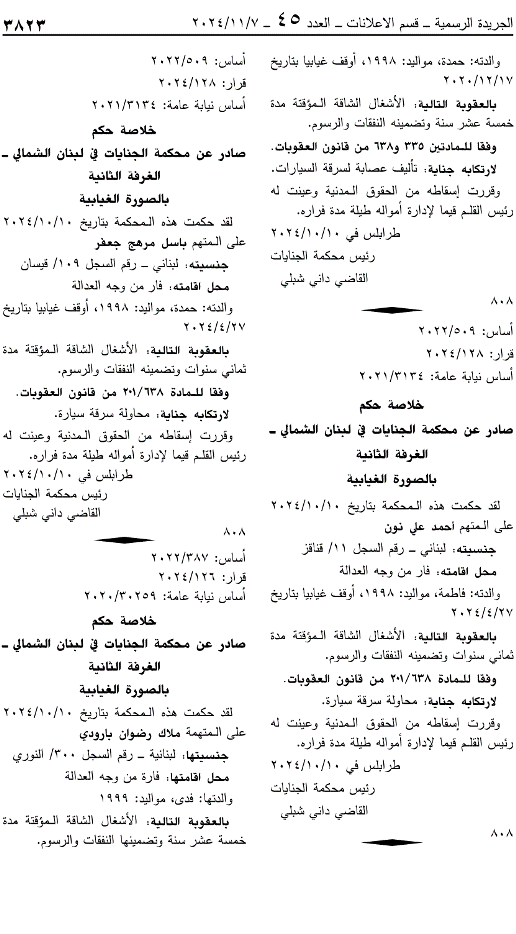 الجريدة الرسمية ــ قسم الاعلانات ــ العدد ٤٥ ــ ٢٠٢٤/١١/٧
٣٨٢٣
والدته: حمدة، مواليد: ١٩٩٨، أوقف غيابيا بتاريخ
٢٠٢٠/١٢/١٧
بالعقوبة التالية: الأشغال الشاقة المؤقتة مدة
خمسة عشر سنة وتضمينه النفقات والرسوم.
وفقا للمادتين ٣٣٥ و٦٣٨ من قانون العقوبات.
لارتكابه جناية: تأليف عصابة لسرقة السيارات.
وقررت إسقاطه من الحقوق المدنية وعينت له
رئيس القلم قيما لإدارة أمواله طيلة مدة فراره.
طرابلس في ٢٠٢٤/١٠/١٠
رئيس محكمة الجنايات
القاضي داني شبلي
٨٠٨
أساس: ٢٠٢٢/٥٠٩
قرار: ٢٠٢٤/١٢٨
أساس نيابة عامة: ٢٠٢١/٣١٣٤
خلاصة حكم
صادر عن محكمة الجنايات في لبنان الشمالي ــ
الغرفة الثانية
بالصورة الغيابية
لقد حكمت هذه المحكمة بتاريخ ٢٠٢٤/١٠/١٠
على المتهم أحمد علي نون
جنسيته: لبناني ــ رقم السجل ١١/ قناقز
محل اقامته: فار من وجه العدالة
والدته: فاطمة، مواليد: ١٩٩٨، أوقف غيابيا بتاريخ
٢٠٢٤/٤/٢٧
بالعقوبة التالية: الأشغال الشاقة المؤقتة مدة
ثماني سنوات وتضمينه النفقات والرسوم.
وفقا للمادة ٢٠١/٦٣٨ من قانون العقوبات.
لارتكابه جناية: محاولة سرقة سيارة.
وقررت إسقاطه من الحقوق المدنية وعينت له
رئيس القلم قيما لإدارة أمواله طيلة مدة فراره.
طرابلس في ٢٠٢٤/١٠/١٠
رئيس محكمة الجنايات
القاضي داني شبلي
٨٠٨
أساس: ٢٠٢٢/٥٠٩
قرار: ٢٠٢٤/١٢٨
أساس نيابة عامة: ٢٠٢١/٣١٣٤
خلاصة حكم
صادر عن محكمة الجنايات في لبنان الشمالي ــ
الغرفة الثانية
بالصورة الغيابية
لقد حكمت هذه المحكمة بتاريخ ٢٠٢٤/١٠/١٠
على المتهم باسل مرهج جعفر
جنسيته: لبناني ــ رقم السجل ١٠٩/ فيسان
محل اقامته: فار من وجه العدالة
والدته: حمدة، مواليد: ١٩٩٨، أوقف غيابيا بتاريخ
٢٠٢٤/٤/٢٧
بالعقوبة التالية: الأشغال الشاقة المؤقتة مدة
ثماني سنوات وتضمينه النفقات والرسوم.
وفقا للمادة ٢٠١/٦٣٨ من قانون العقوبات.
لارتكابه جناية: محاولة سرقة سيارة.
وقررت إسقاطه من الحقوق المدنية وعينت له
رئيس القلم قيما لإدارة أمواله طيلة مدة فراره.
طرابلس في ٢٠٢٤/١٠/١٠
رئيس محكمة الجنايات
القاضي داني شبلي
٨٠٨
أساس: ٢٠٢٢/٣٨٧
قرار: ٢٠٢٤/١٢٦
أساس نيابة عامة: ٢٠٢٠/٣٠٢٥٩
خلاصة حكم
صادر عن محكمة الجنايات في لبنان الشمالي ــ
الغرفة الثانية
بالصورة الغيابية
لقد حكمت هذه المحكمة بتاريخ ٢٠٢٤/١٠/١٠
على المتهمة ملاك رضوان بارودي
جنسيتها: لبنانية ــ رقم السجل ٣٠٠/ النوري
محل اقامتها: فارة من وجه العدالة
والدتها: فدى، مواليد: ١٩٩٩
بالعقوبة التالية: الأشغال الشاقة المؤقتة مدة
خمسة عشر سنة وتضمينها النفقات والرسوم.